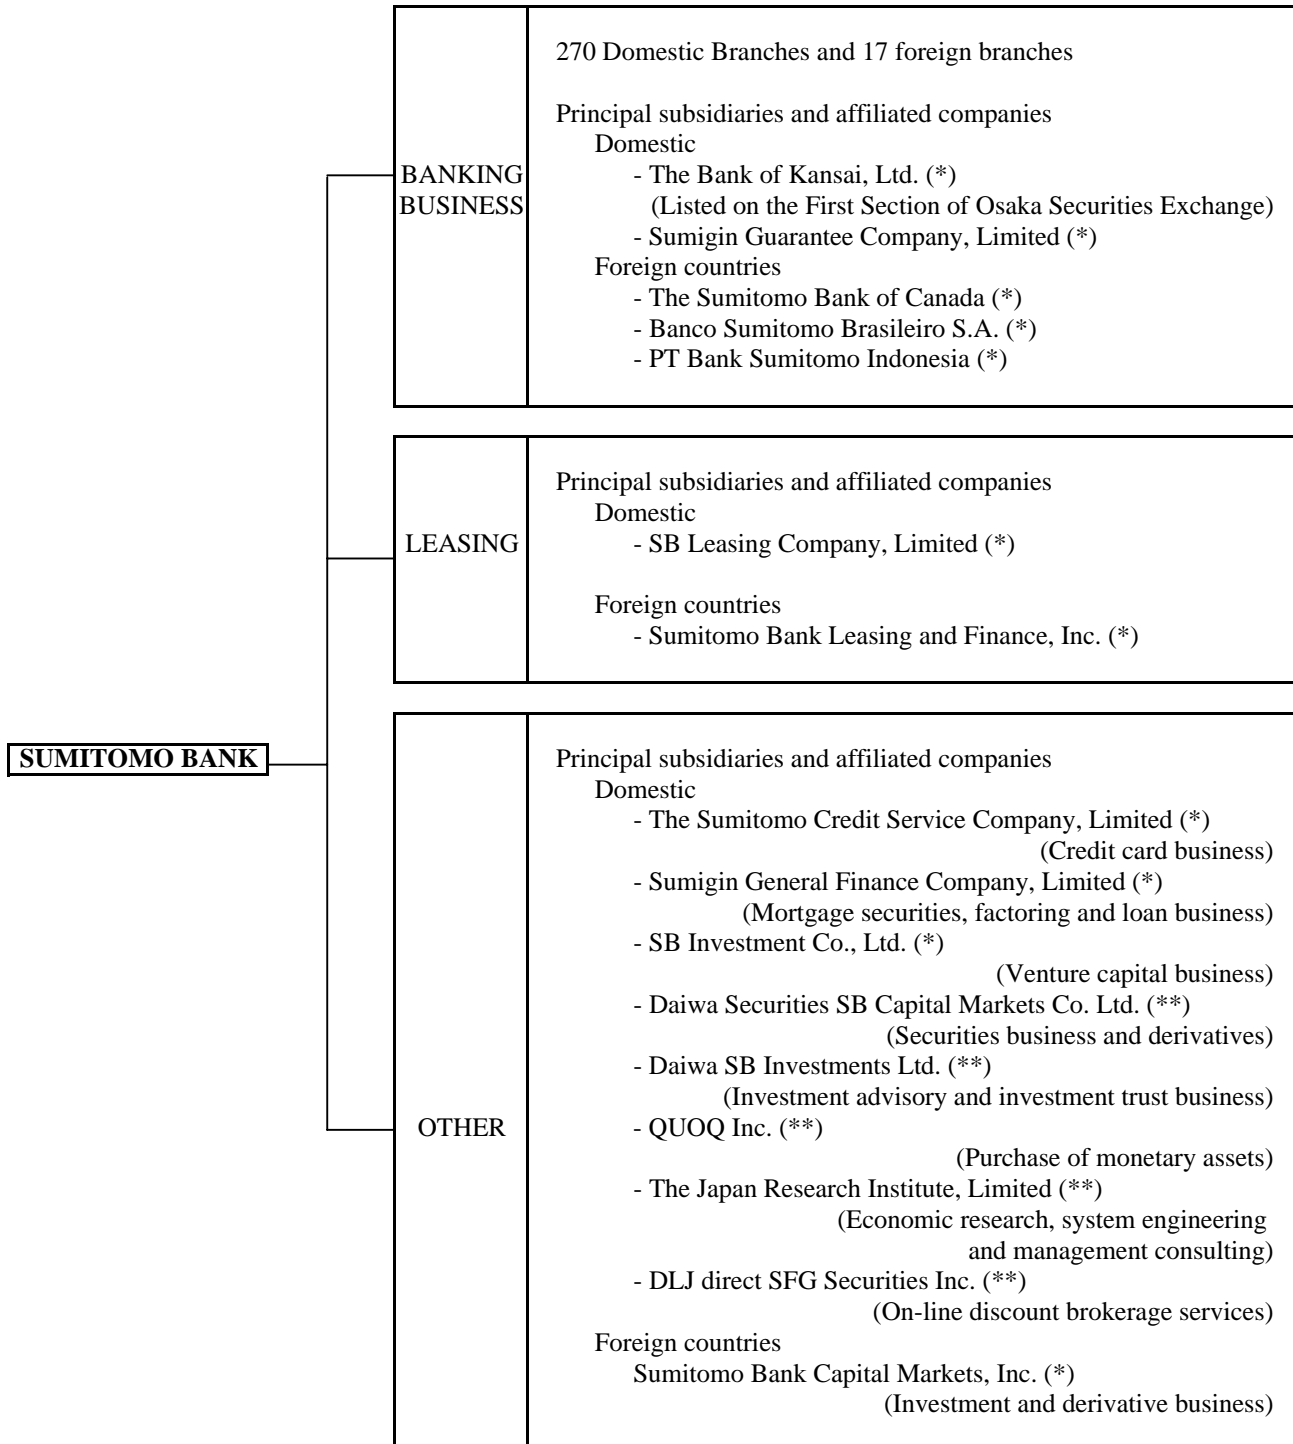 SUMITOMO BANK
BANKING
BUSINESS
270 Domestic Branches and 17 foreign branches
Principal subsidiaries and affiliated companies
Domestic
- The Bank of Kansai, Ltd. (*)
(Listed on the First Section of Osaka Securities Exchange)
- Sumigin Guarantee Company, Limited (*)
Foreign countries
- The Sumitomo Bank of Canada (*)
- Banco Sumitomo Brasileiro S.A. (*)
- PT Bank Sumitomo Indonesia (*)
LEASING
Principal subsidiaries and affiliated companies
Domestic
- SB Leasing Company, Limited (*)
Foreign countries
- Sumitomo Bank Leasing and Finance, Inc. (*)
OTHER
Principal subsidiaries and affiliated companies
Domestic
- The Sumitomo Credit Service Company, Limited (*)
(Credit card business)
- Sumigin General Finance Company, Limited (*)
(Mortgage securities, factoring and loan business)
- SB Investment Co., Ltd. (*)
(Venture capital business)
- Daiwa Securities SB Capital Markets Co. Ltd. (**)
(Securities business and derivatives)
- Daiwa SB Investments Ltd. (**)
(Investment advisory and investment trust business)
- QUOQ Inc. (**)
(Purchase of monetary assets)
- The Japan Research Institute, Limited (**)
(Economic research, system engineering
and management consulting)
- DLJ direct SFG Securities Inc. (**)
(On-line discount brokerage services)
Foreign countries
Sumitomo Bank Capital Markets, Inc. (*)
(Investment and derivative business)